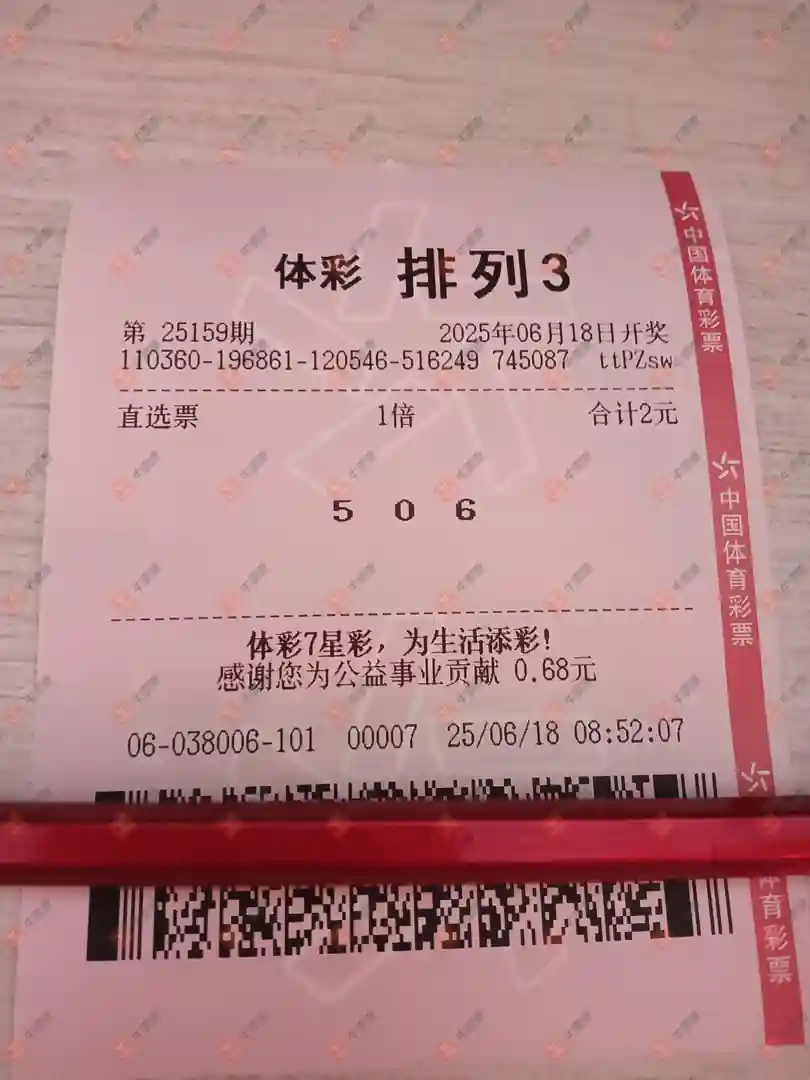 体彩 排列3
第 25159期 2025年06月18日开奖
110360-196861-120546-516249 745087 ttPZsw
直选票 1倍 合计2元
5 0 6
体彩7星彩，为生活添彩！
感谢您为公益事业贡献 0.68元
06-038006-101 00007 25/06/18 08:52:07
中国体育彩票
中国体育彩票
体育彩票